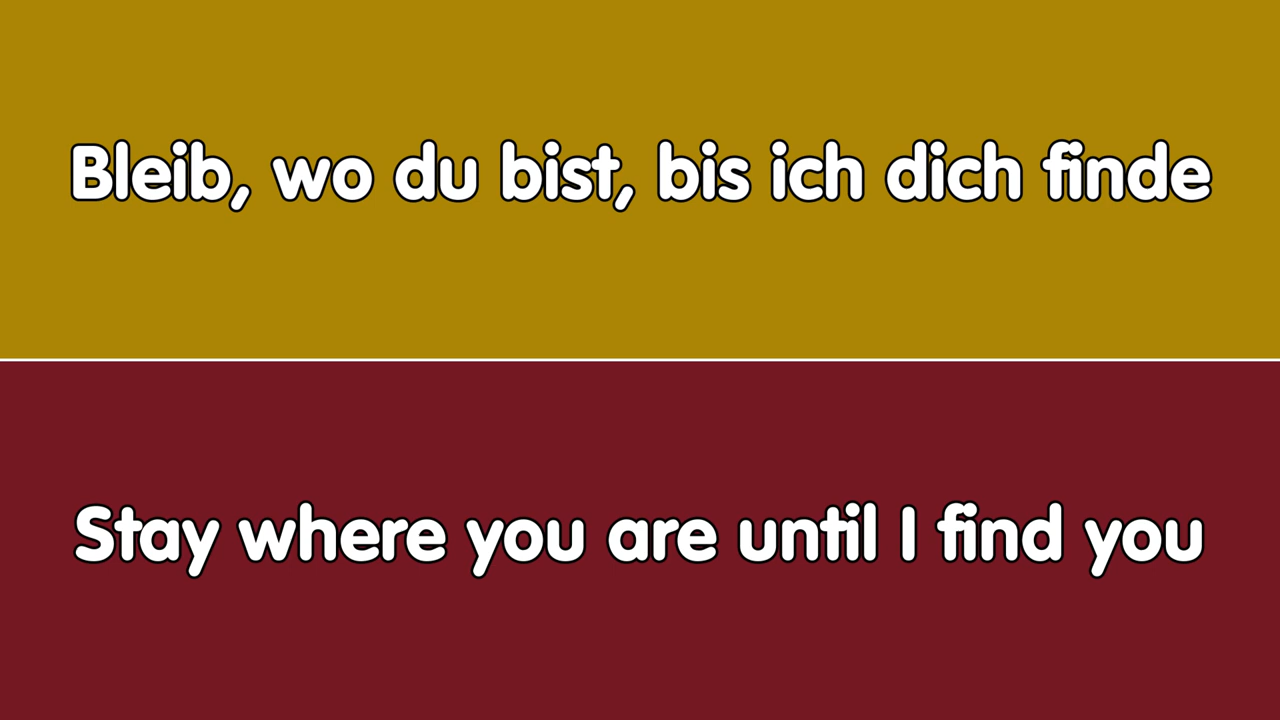 Bleib, wo du bist, bis ich dich finde
Stay where you are until I find you